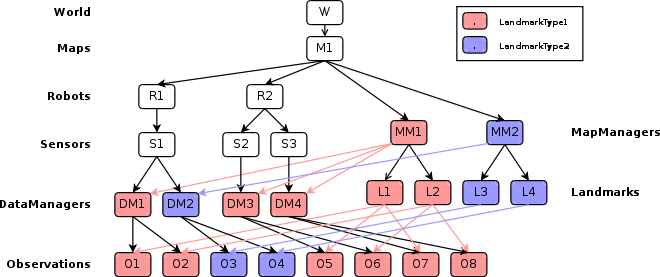 World
W
. LandmarkType1
Maps
M1
. LandmarkType2
Robots
R1 R2
MM1 MM2 MapManagers
Sensors
S1 S2 S3
L1 L2 L3 L4 Landmarks
DataManagers
DM1 DM2 DM3 DM4
Observations
O1 O2 O3 O4 O5 O6 O7 O8